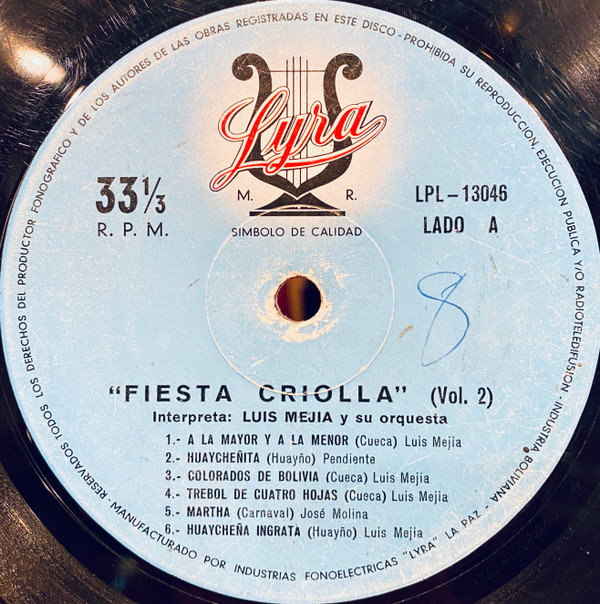 RESERVADOS TODOS LOS DERECHOS DEL PRODUCTOR FONOGRAFICO Y DE LOS AUTORES DE LAS OBRAS REGISTRADAS EN ESTE DISCO - PROHIBIDA SU REPRODUCCION, EJECUCION PUBLICA Y/O RADIOTELEDIFUSION - INDUSTRIA BOLIVIANA
Lyra
M. R.
SIMBOLO DE CALIDAD
33 1/3
R. P. M.
LPL-13046
LADO A
8
"FIESTA CRIOLLA" (Vol. 2)
Interpreta: LUIS MEJIA y su orquesta
1.- A LA MAYOR Y A LA MENOR (Cueca) Luis Mejia
2.- HUAYCHEÑITA (Huayño) Pendiente
3.- COLORADOS DE BOLIVIA (Cueca) Luis Mejia
4.- TREBOL DE CUATRO HOJAS (Cueca) Luis Mejia
5.- MARTHA (Carnaval) José Molina
6.- HUAYCHEÑA INGRATA (Huayño) Luis Mejia
- MANUFACTURADO POR INDUSTRIAS FONOELECTRICAS "LYRA" LA PAZ -